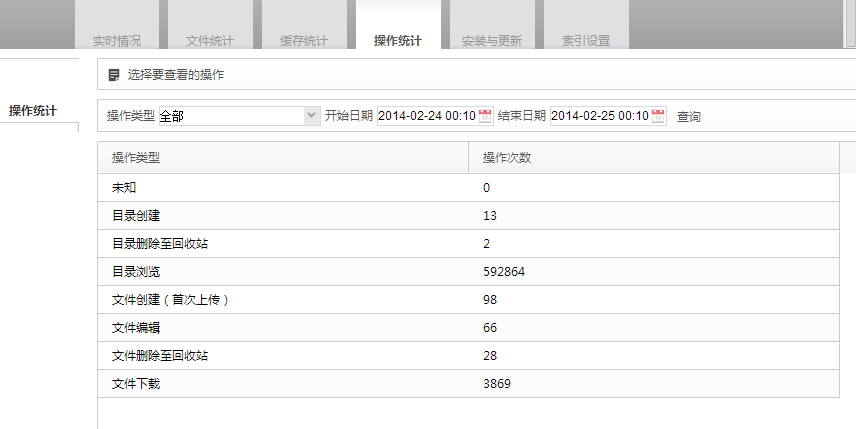 实时情况 文件统计 缓存统计 操作统计 安装与更新 索引设置
选择要查看的操作
操作统计
操作类型 全部 开始日期 2014-02-24 00:10 结束日期 2014-02-25 00:10 查询
操作类型 操作次数
未知 0
目录创建 13
目录删除至回收站 2
目录浏览 592864
文件创建（首次上传） 98
文件编辑 66
文件删除至回收站 28
文件下载 3869